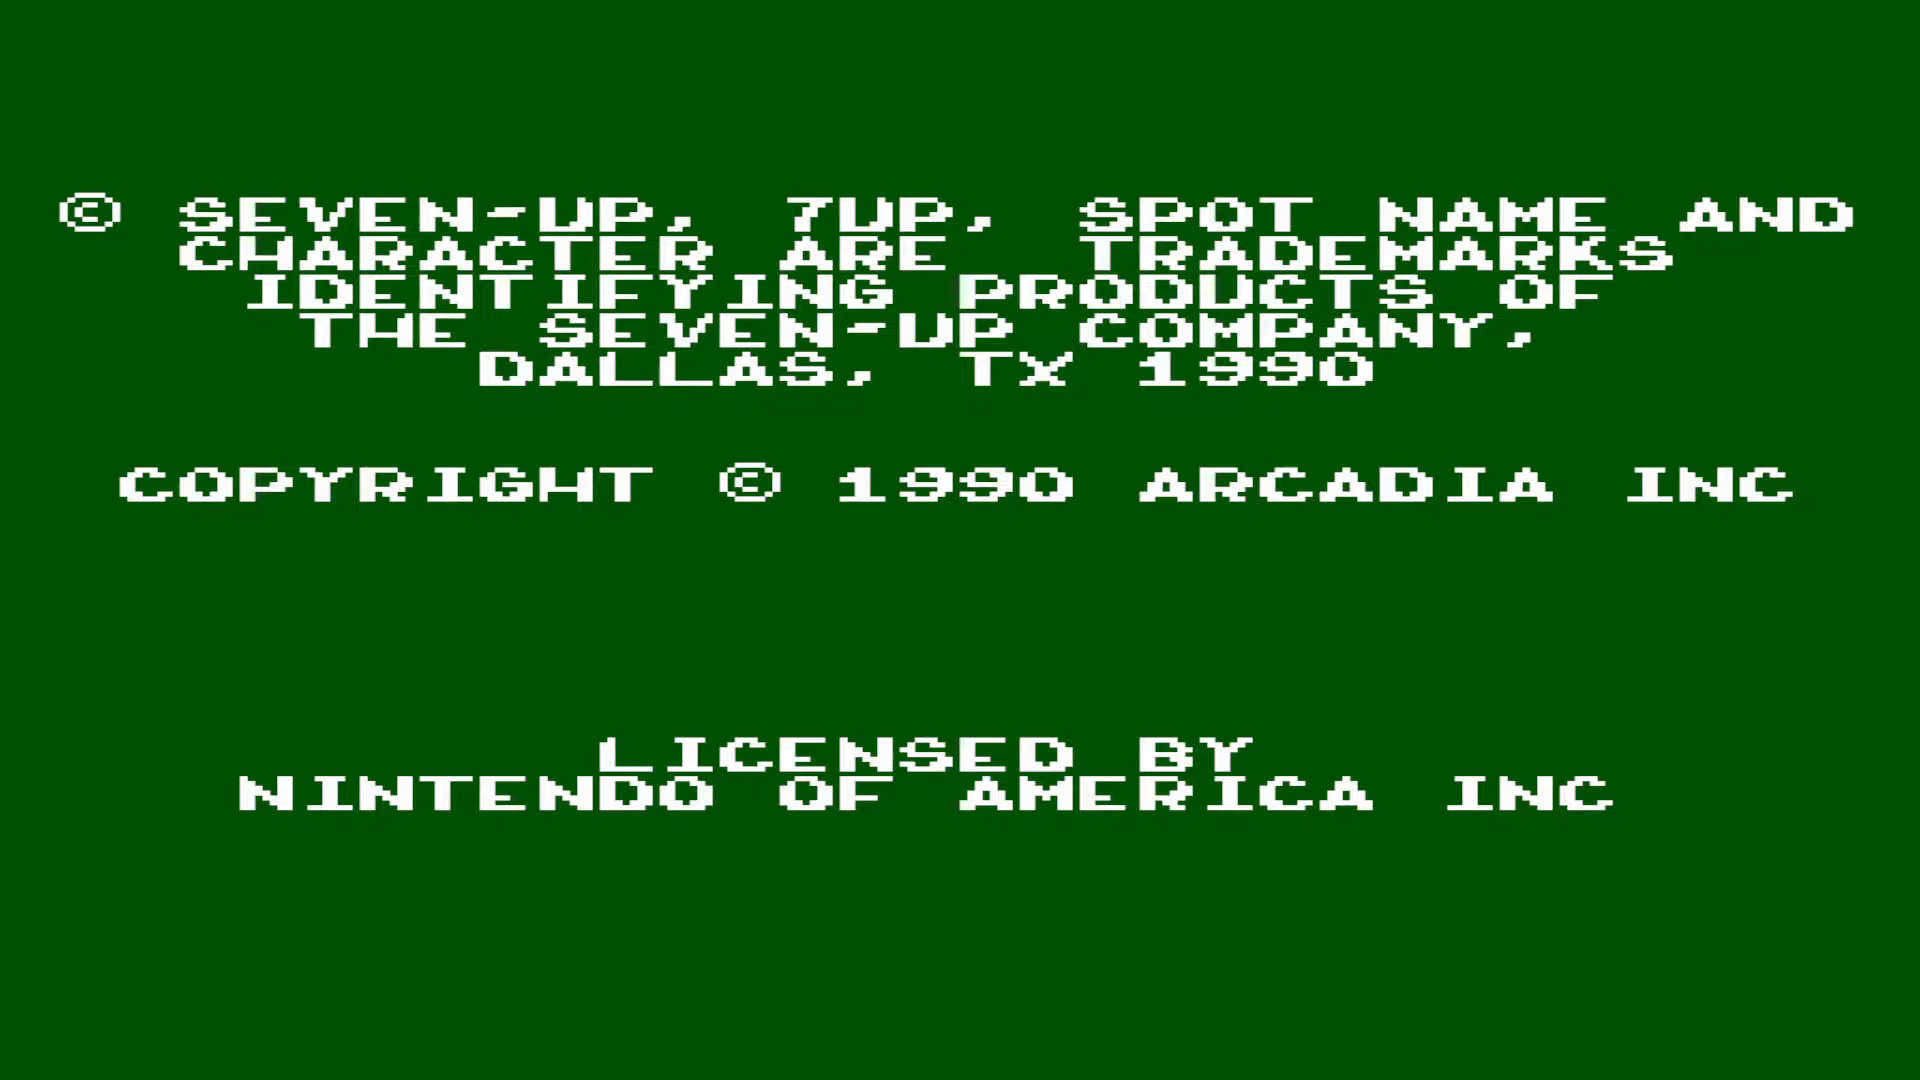 © SEVEN-UP, 7UP, SPOT NAME AND
CHARACTER ARE TRADEMARKS
IDENTIFYING PRODUCTS OF
THE SEVEN-UP COMPANY,
DALLAS, TX 1990
COPYRIGHT © 1990 ARCADIA INC
LICENSED BY
NINTENDO OF AMERICA INC